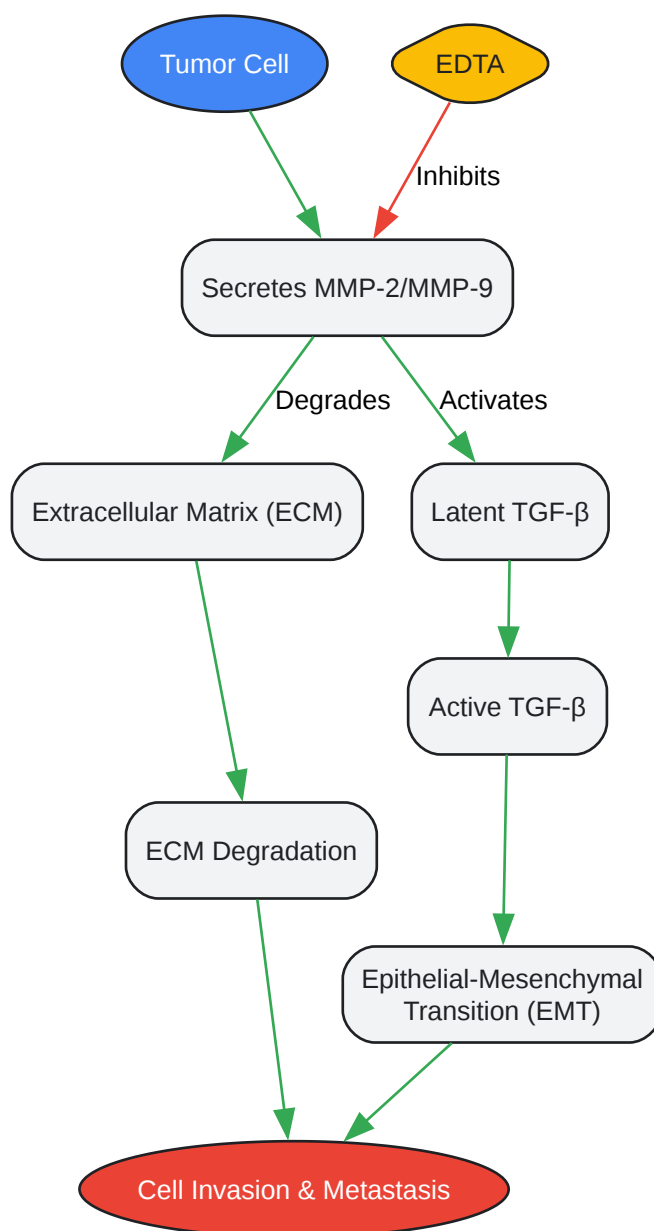 Tumor Cell
EDTA
Inhibits
Secretes MMP-2/MMP-9
Degrades
Activates
Extracellular Matrix (ECM)
Latent TGF-β
Active TGF-β
ECM Degradation
Epithelial-Mesenchymal
Transition (EMT)
Cell Invasion & Metastasis